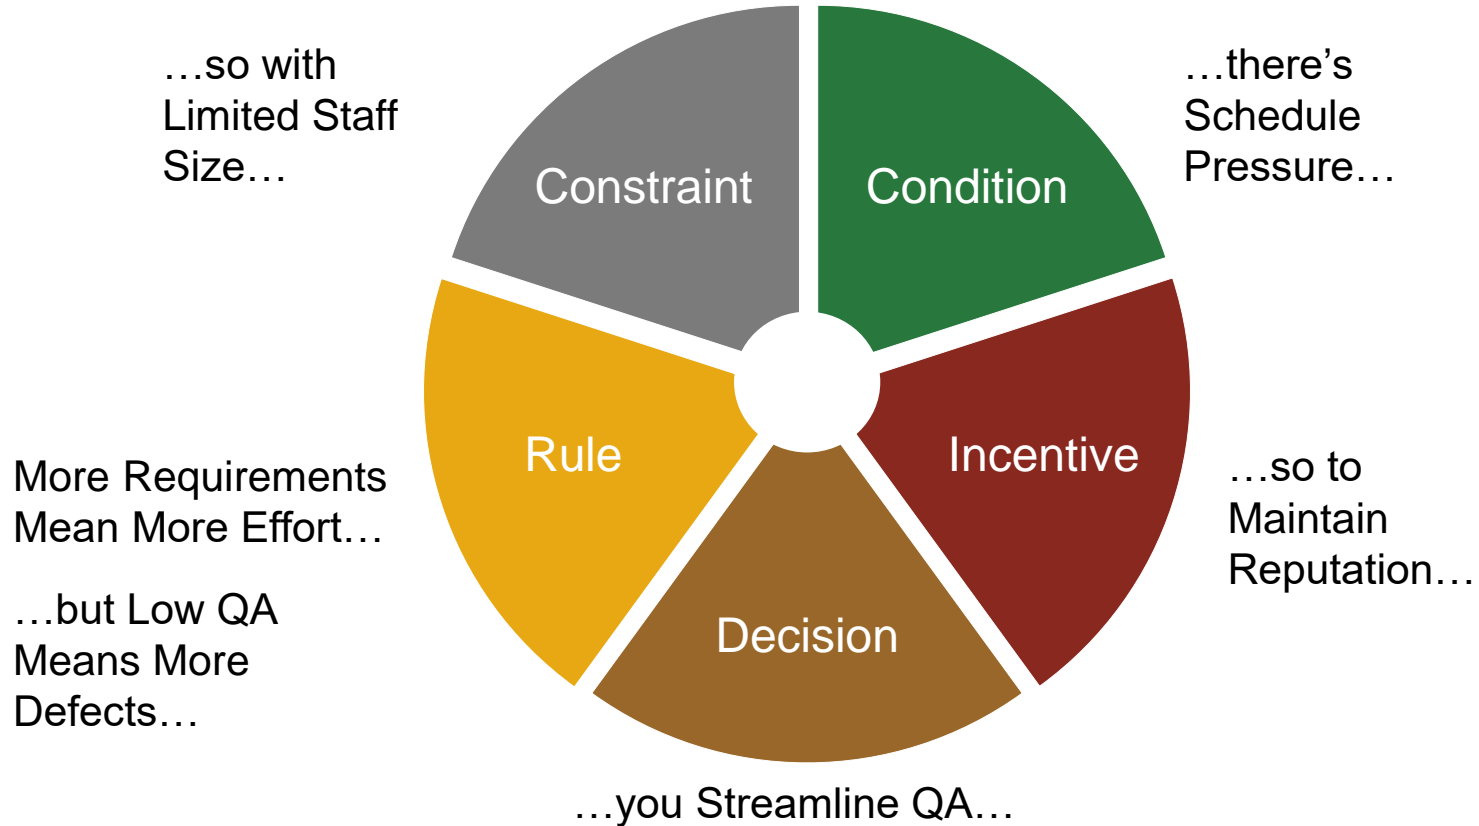 …so with
Limited Staff
Size…
…there’s
Schedule
Pressure…
Constraint
Condition
Rule
Incentive
More Requirements
Mean More Effort…
…so to
Maintain
Reputation…
…but Low QA
Means More
Defects…
Decision
…you Streamline QA…